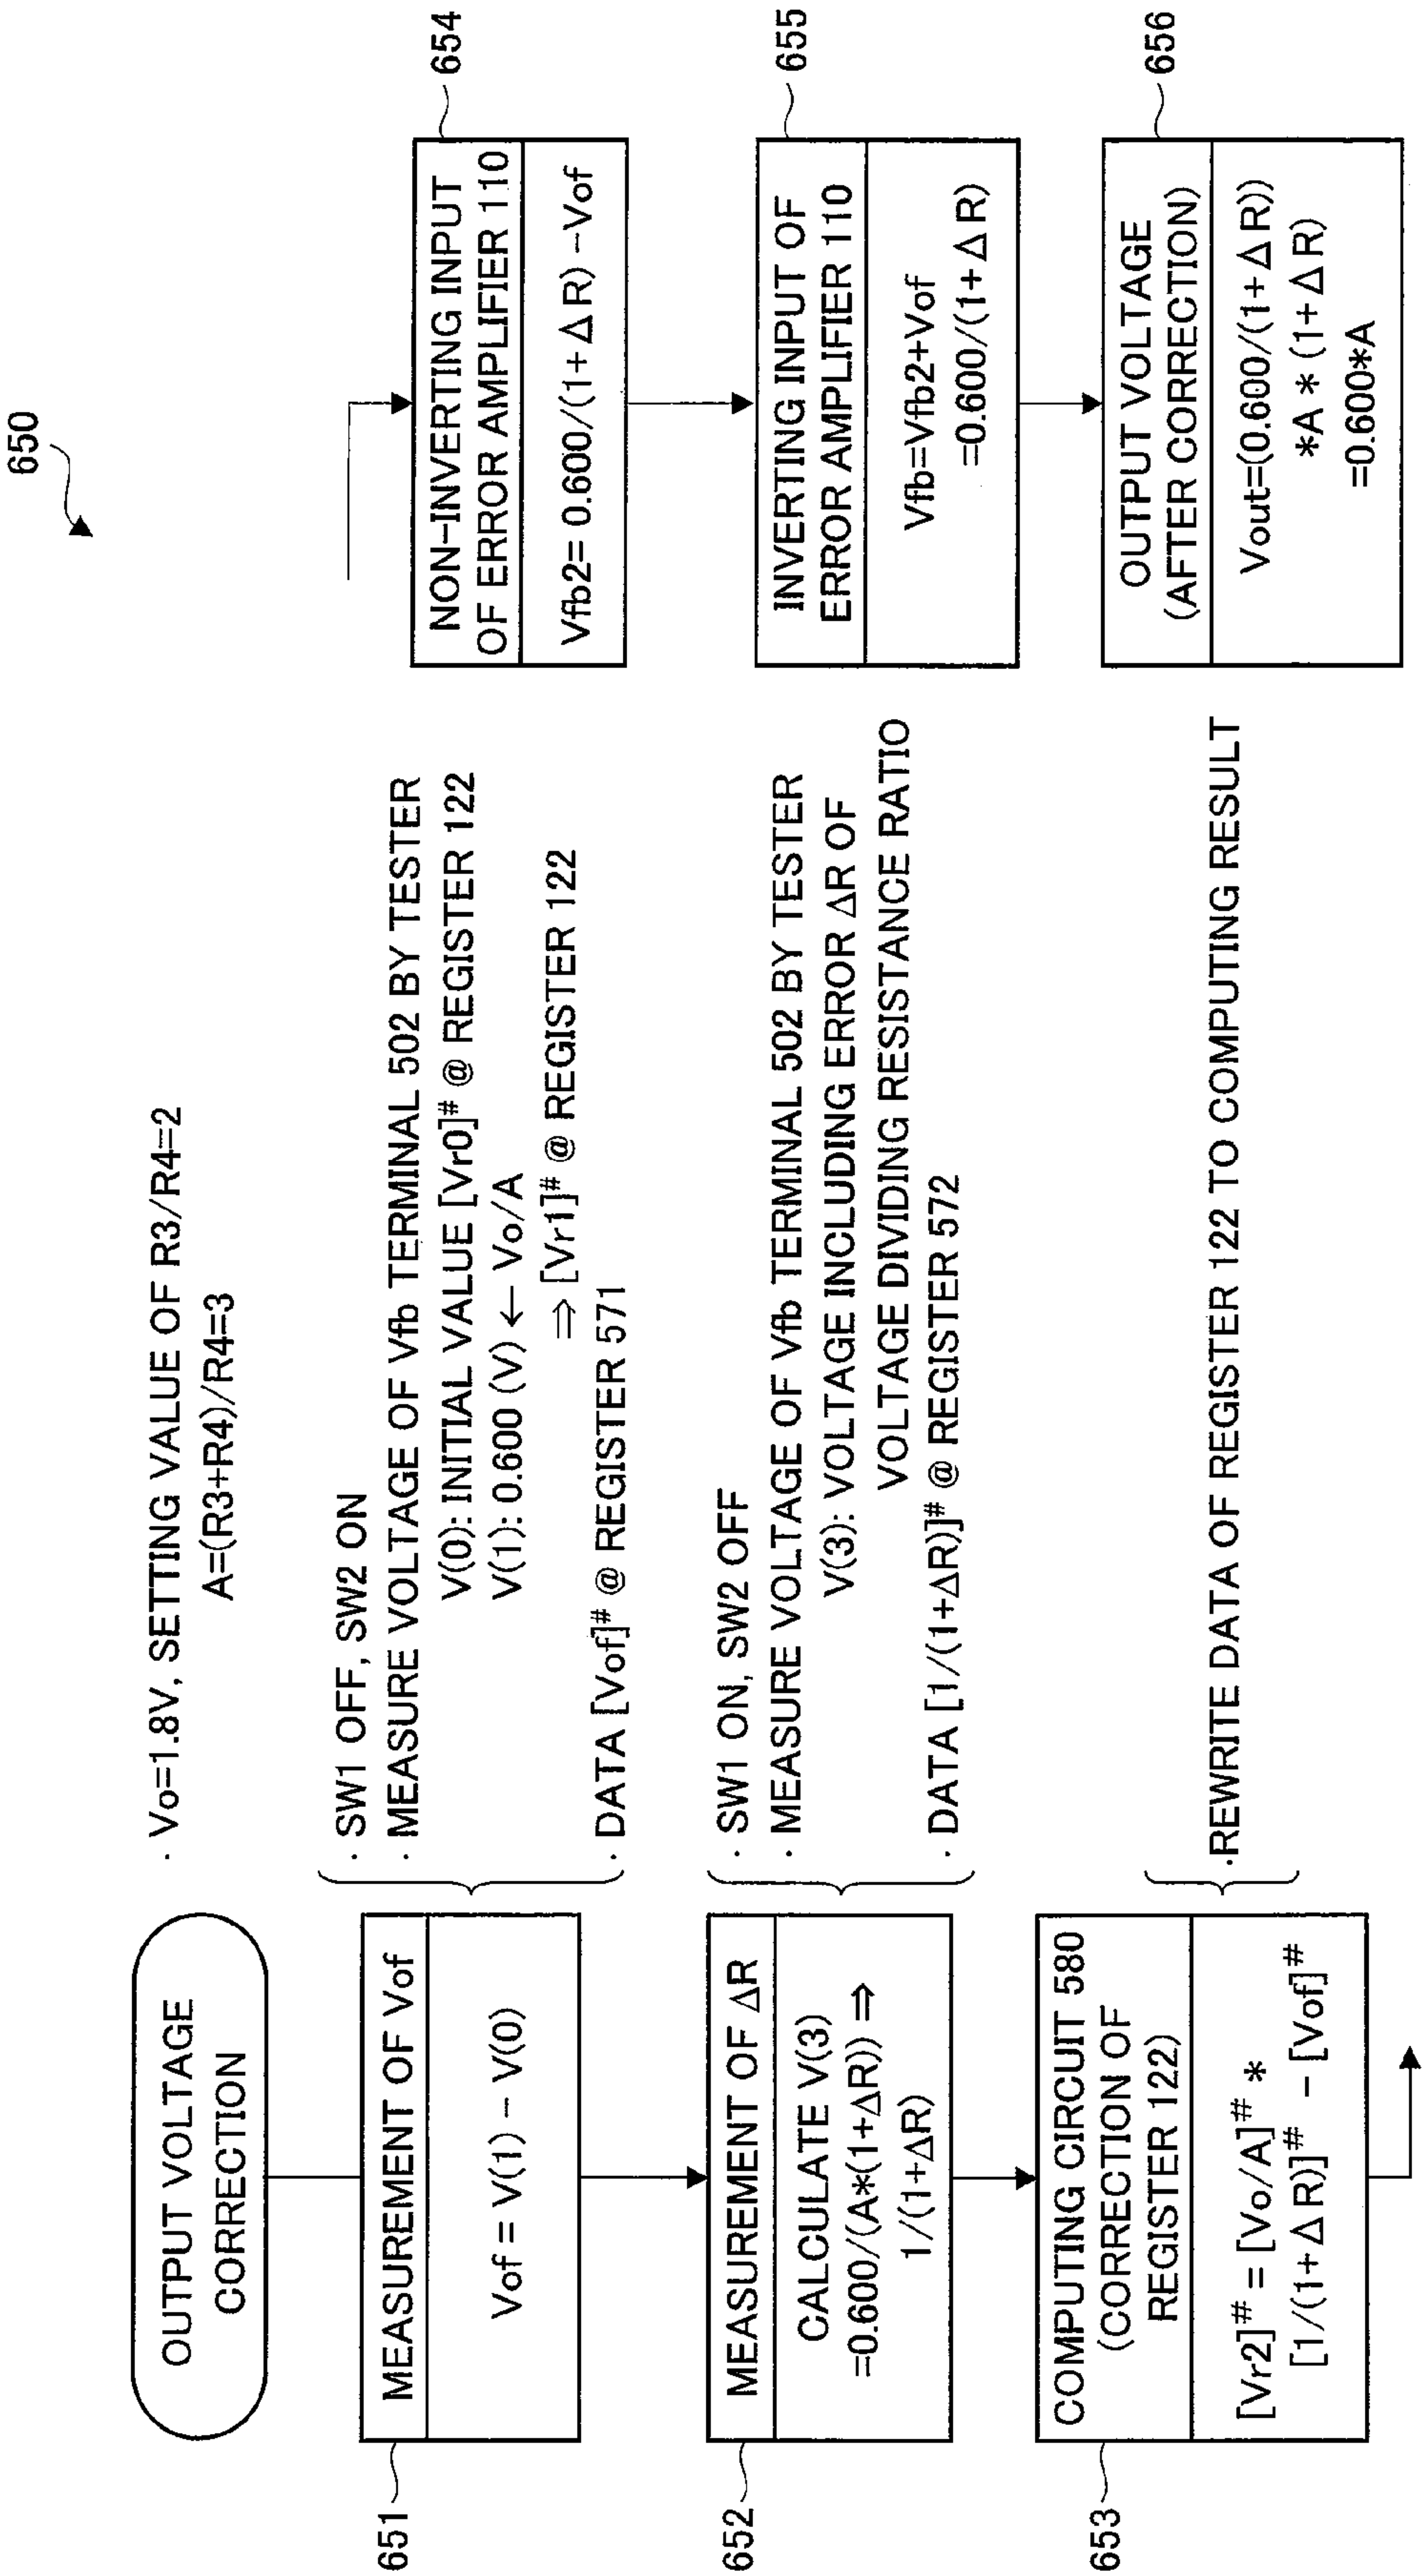 650
OUTPUT VOLTAGE
CORRECTION
· Vo=1.8V, SETTING VALUE OF R3/R4=2
A=(R3+R4)/R4=3
651
MEASUREMENT OF Vof
Vof = V(1) − V(0)
· SW1 OFF, SW2 ON
· MEASURE VOLTAGE OF Vfb TERMINAL 502 BY TESTER
V(0): INITIAL VALUE [Vr0]# @ REGISTER 122
V(1): 0.600 (V) ← Vo/A
⇒ [Vr1]# @ REGISTER 122
· DATA [Vof]# @ REGISTER 571
652
MEASUREMENT OF ΔR
CALCULATE V(3)
=0.600/(A*(1+ΔR)) ⇒
1/(1+ΔR)
· SW1 ON, SW2 OFF
· MEASURE VOLTAGE OF Vfb TERMINAL 502 BY TESTER
V(3): VOLTAGE INCLUDING ERROR ΔR OF
VOLTAGE DIVIDING RESISTANCE RATIO
· DATA [1/(1+ΔR)]# @ REGISTER 572
653
COMPUTING CIRCUIT 580
(CORRECTION OF
REGISTER 122)
[Vr2]# = [Vo/A]# *
[1/(1+ΔR)]# − [Vof]#
·REWRITE DATA OF REGISTER 122 TO COMPUTING RESULT
654
NON-INVERTING INPUT
OF ERROR AMPLIFIER 110
Vfb2= 0.600/(1+ΔR) −Vof
655
INVERTING INPUT OF
ERROR AMPLIFIER 110
Vfb=Vfb2+Vof
=0.600/(1+ΔR)
656
OUTPUT VOLTAGE
(AFTER CORRECTION)
Vout=(0.600/(1+ΔR))
*A*(1+ΔR)
=0.600*A